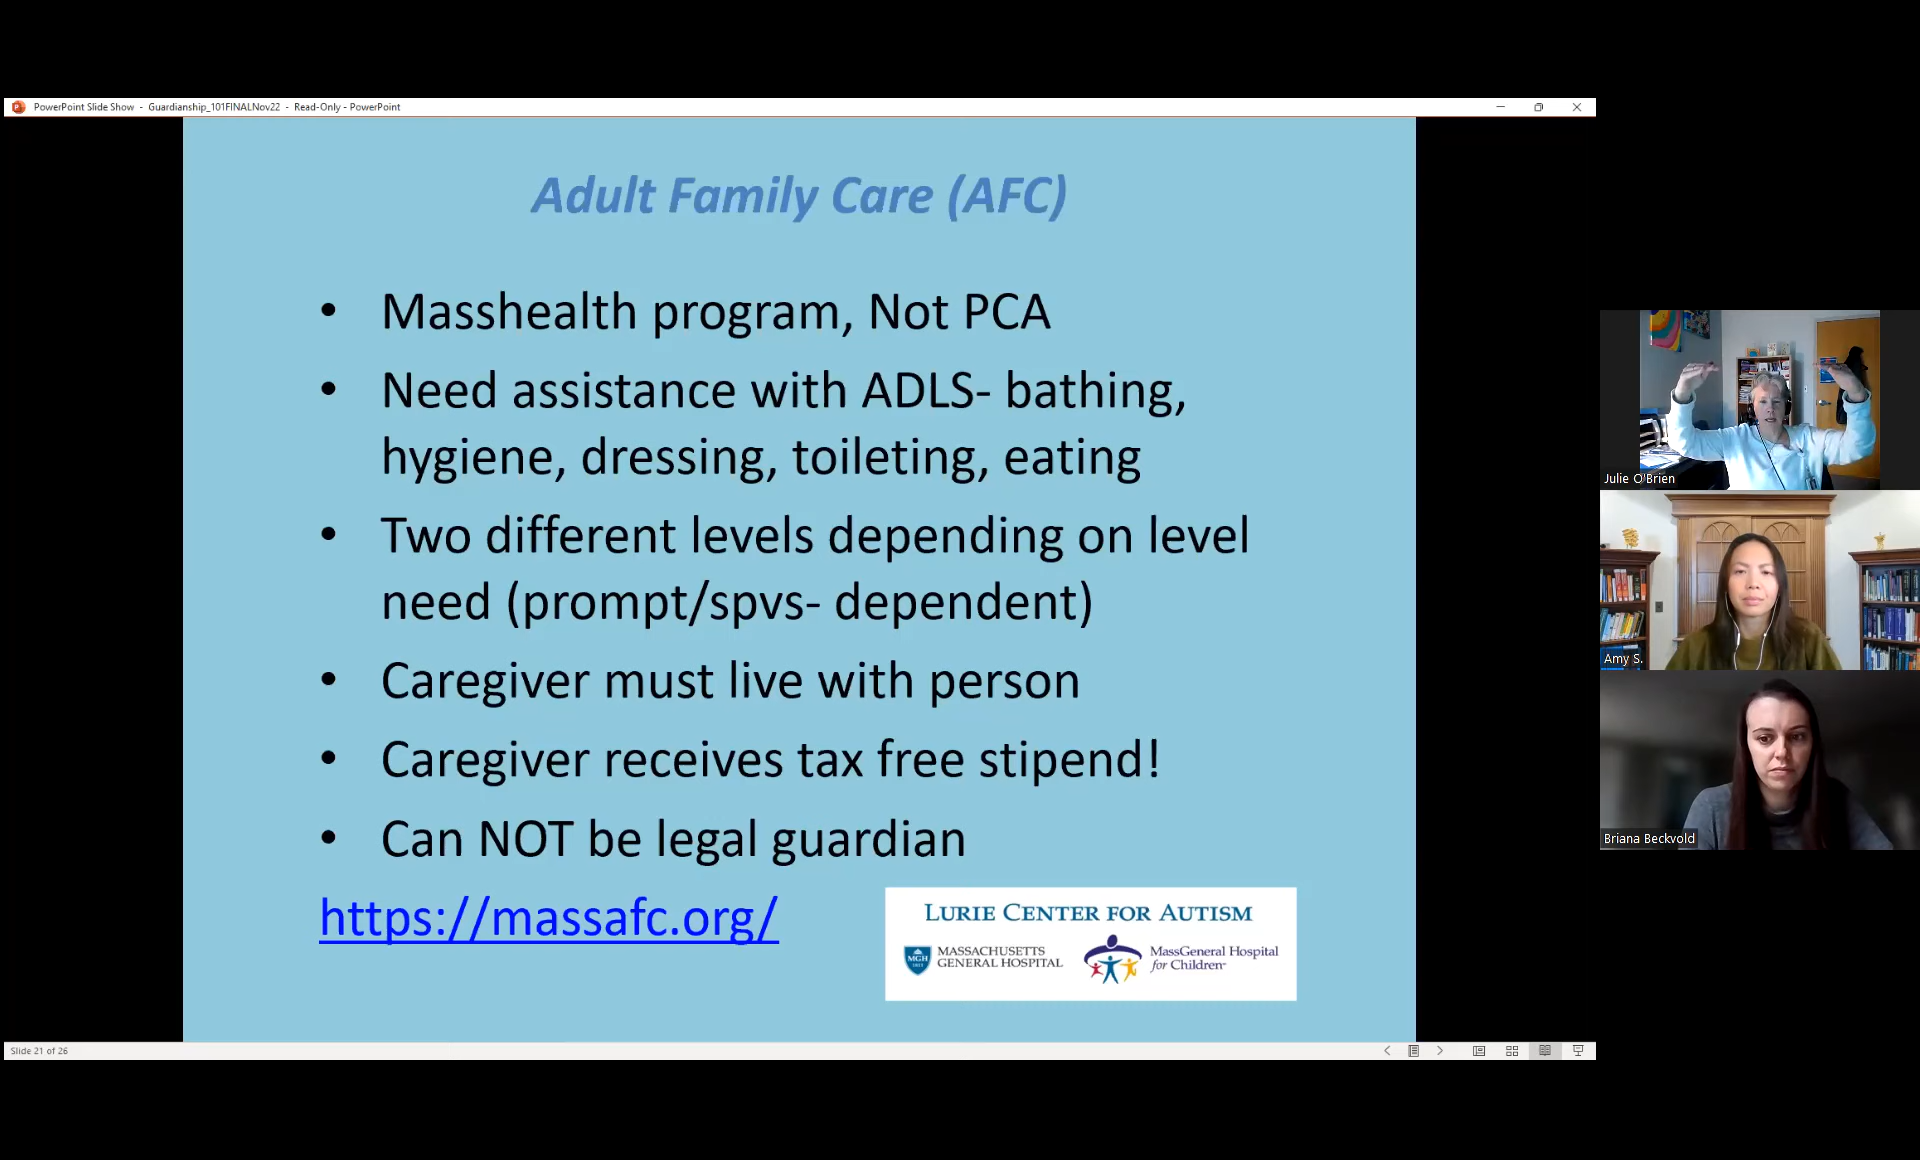 PowerPoint Slide Show - Guardianship_101FINALNov22 - Read-Only - PowerPoint
Adult Family Care (AFC)
• Masshealth program, Not PCA
• Need assistance with ADLS- bathing,
hygiene, dressing, toileting, eating
• Two different levels depending on level
need (prompt/spvs- dependent)
• Caregiver must live with person
• Caregiver receives tax free stipend!
• Can NOT be legal guardian
https://massafc.org/
LURIE CENTER FOR AUTISM
MGH
1811
MASSACHUSETTS
GENERAL HOSPITAL
MassGeneral Hospital
for Children™
Slide 21 of 26
Julie O'Brien
Amy S.
Briana Beckvold